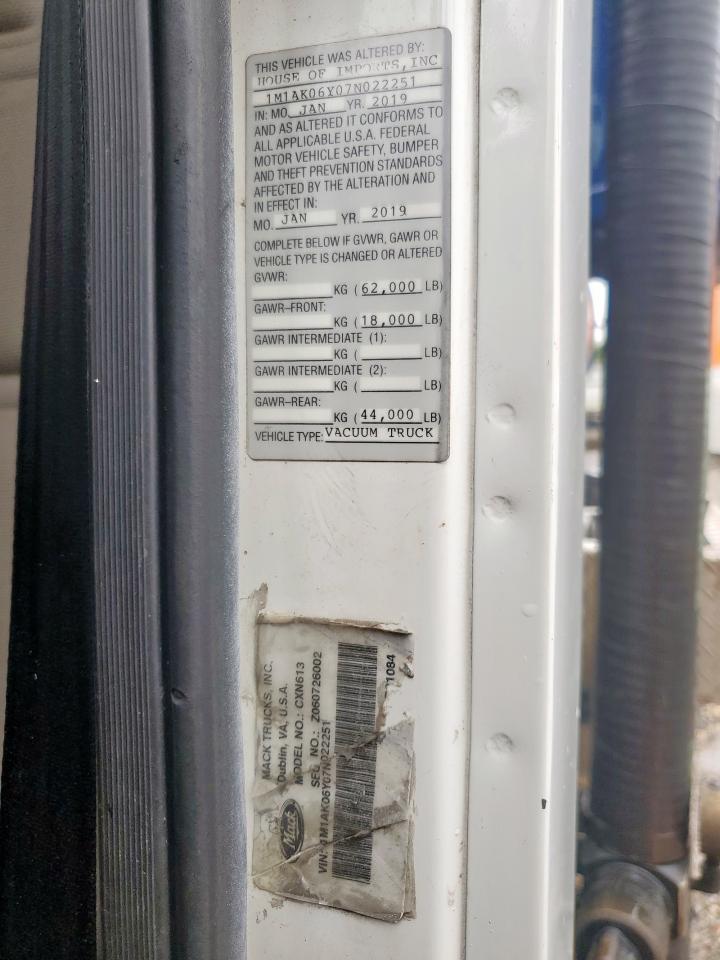 THIS VEHICLE WAS ALTERED BY:
HOUSE OF IMPORTS, INC
1M1AK06X07N022251
IN: MO. JAN YR. 2019
AND AS ALTERED IT CONFORMS TO
ALL APPLICABLE U.S.A. FEDERAL
MOTOR VEHICLE SAFETY, BUMPER
AND THEFT PREVENTION STANDARDS
AFFECTED BY THE ALTERATION AND
IN EFFECT IN:
MO. JAN YR. 2019
COMPLETE BELOW IF GVWR, GAWR OR
VEHICLE TYPE IS CHANGED OR ALTERED
GVWR:
KG (62,000 LB)
GAWR-FRONT:
KG (18,000 LB)
GAWR INTERMEDIATE (1):
KG ( LB)
GAWR INTERMEDIATE (2):
KG ( LB)
GAWR-REAR:
KG (44,000 LB)
VEHICLE TYPE: VACUUM TRUCK
MACK TRUCKS, INC.
Dublin, VA, U.S.A.
MODEL NO.: CXN613
SEQ. NO.: Z060726002
VIN: 1M1AK06Y07N022251
1084
Mack